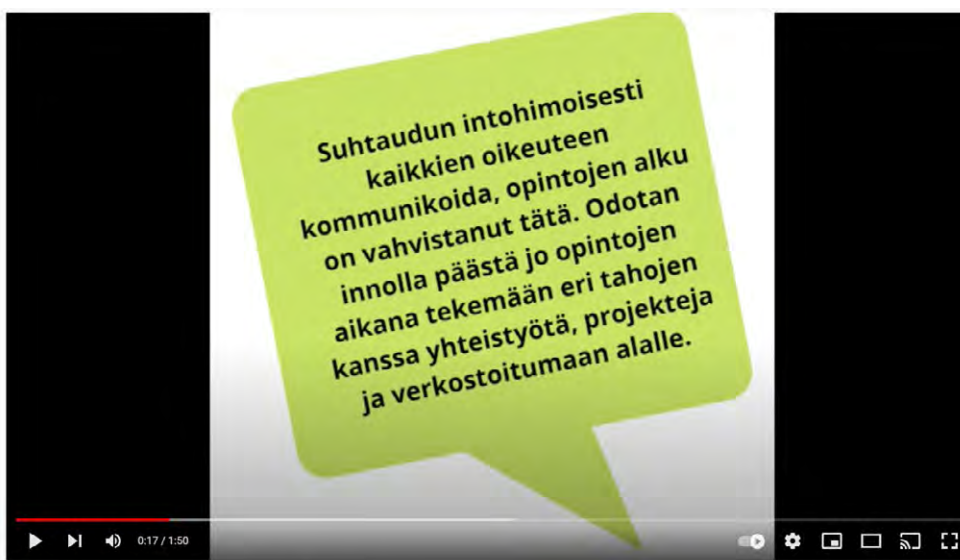 Suhtaudun intohimoisesti
kaikkien oikeuteen
kommunikoida, opintojen alku
on vahvistanut tätä. Odotan
innolla päästä jo opintojen
aikana tekemään eri tahojen
kanssa yhteistyötä, projekteja
ja verkostoitumaan alalle.
0:17 / 1:50